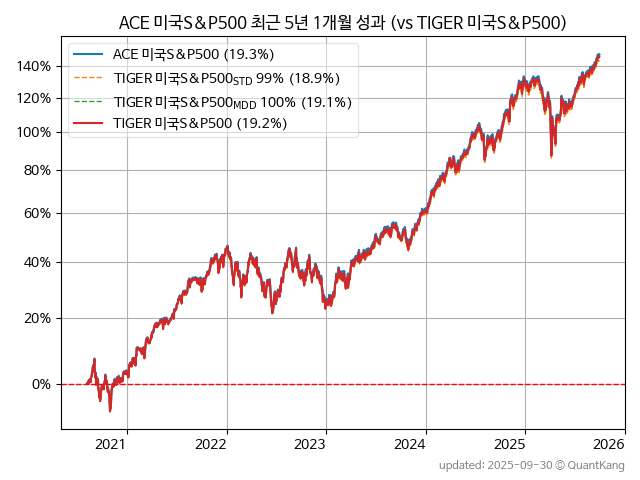 ACE 미국S&P500 최근 5년 1개월 성과 (vs TIGER 미국S&P500)
ACE 미국S&P500 (19.3%)
TIGER 미국S&P500STD 99% (18.9%)
TIGER 미국S&P500MDD 100% (19.1%)
TIGER 미국S&P500 (19.2%)
140%
120%
100%
80%
60%
40%
20%
0%
2021 2022 2023 2024 2025 2026
updated: 2025-09-30 © QuantKang